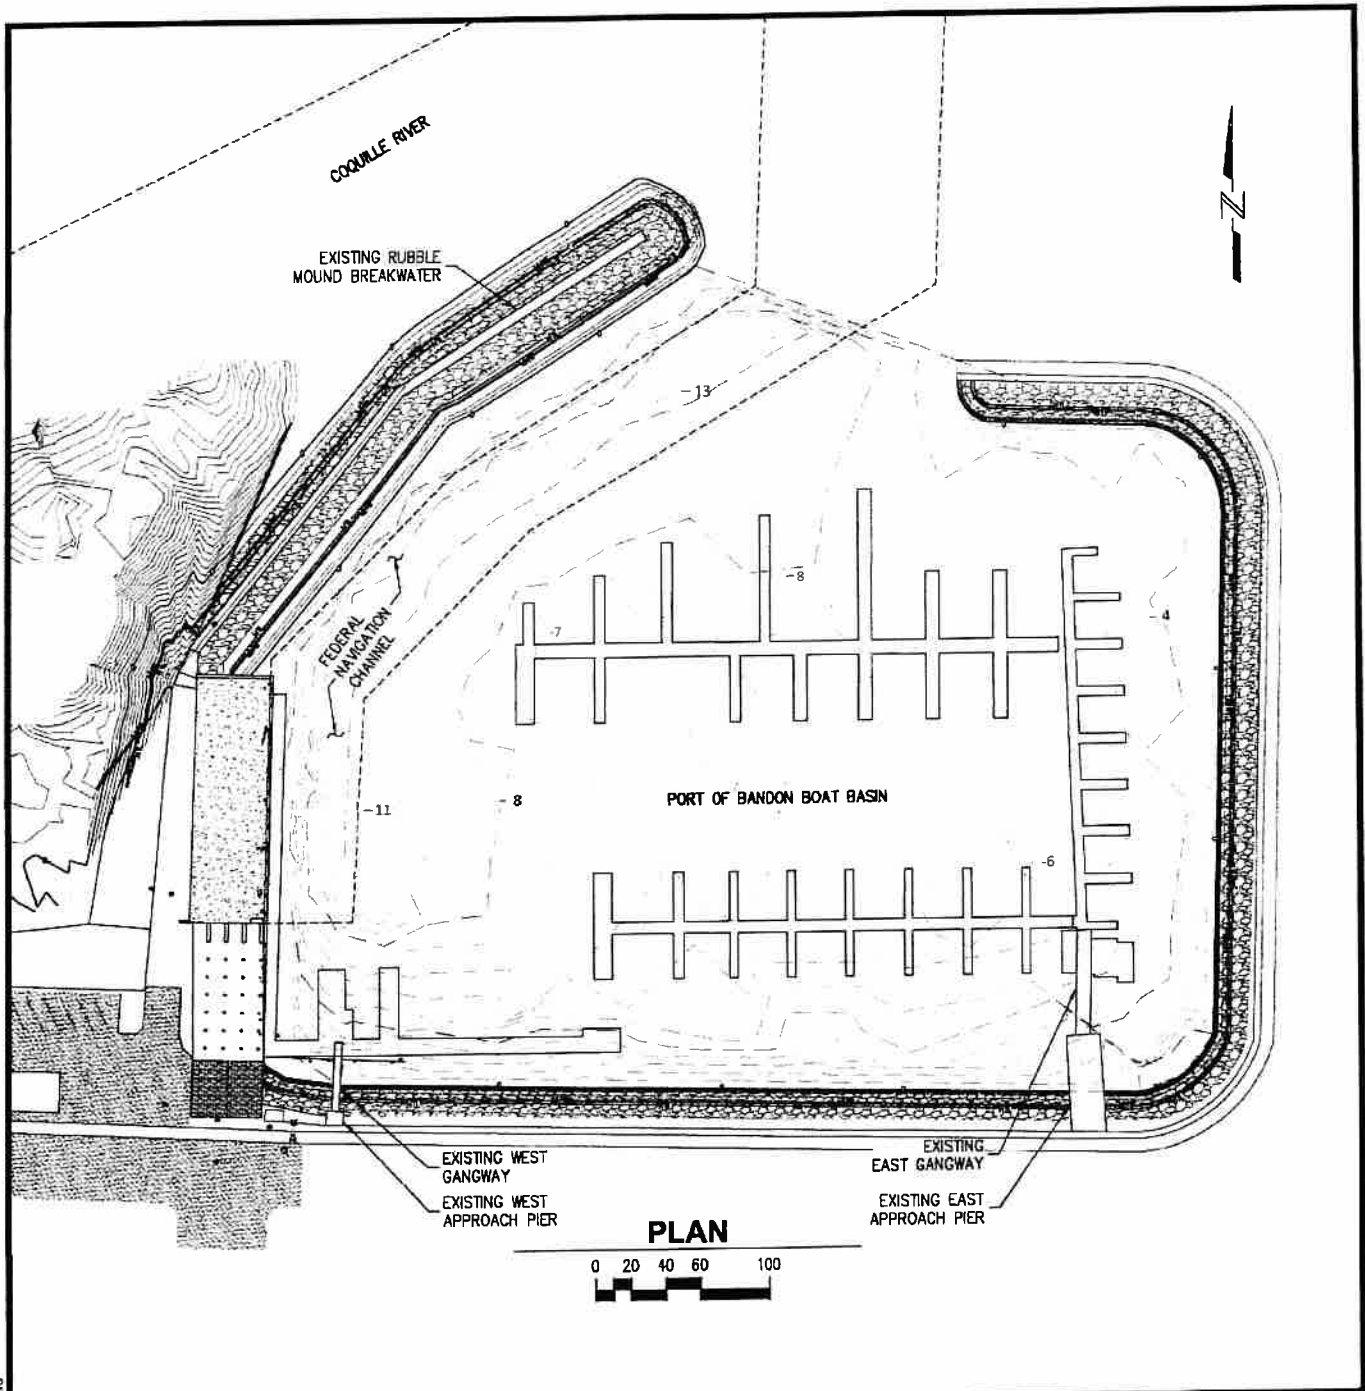 COQUILLE RIVER
N
EXISTING RUBBLE
MOUND BREAKWATER
-13
-8
-7
-4
FEDERAL
NAVIGATION
CHANNEL
-11
-8
PORT OF BANDON BOAT BASIN
-6
EXISTING WEST
GANGWAY
EXISTING WEST
APPROACH PIER
EXISTING
EAST GANGWAY
EXISTING EAST
APPROACH PIER
PLAN
0 20 40 60 100